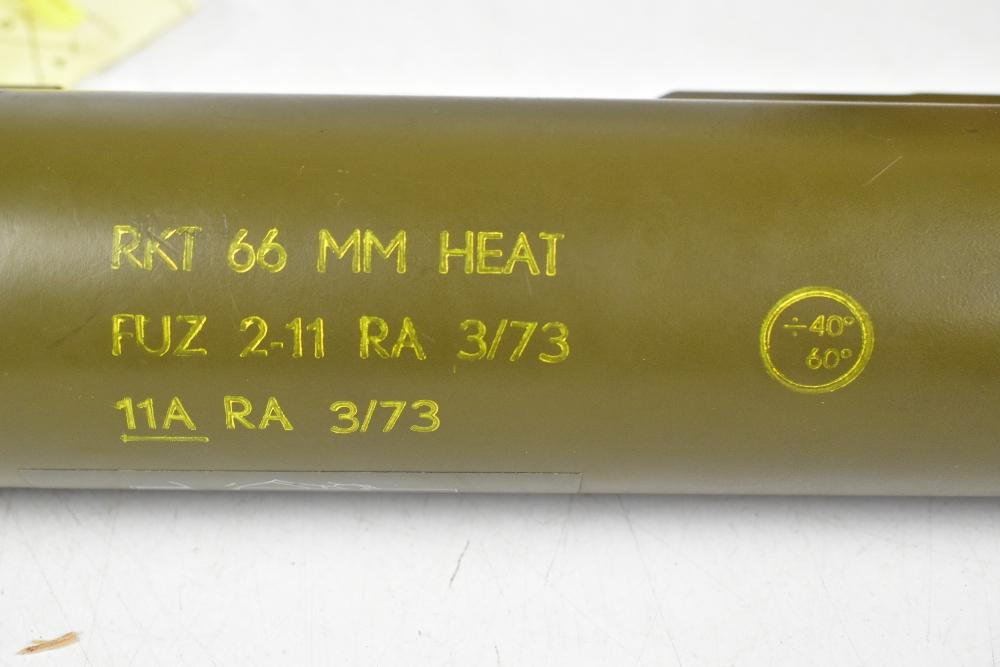 RKT 66 MM HEAT
FUZ 2-11 RA 3/73
11A RA 3/73
÷40°
60°